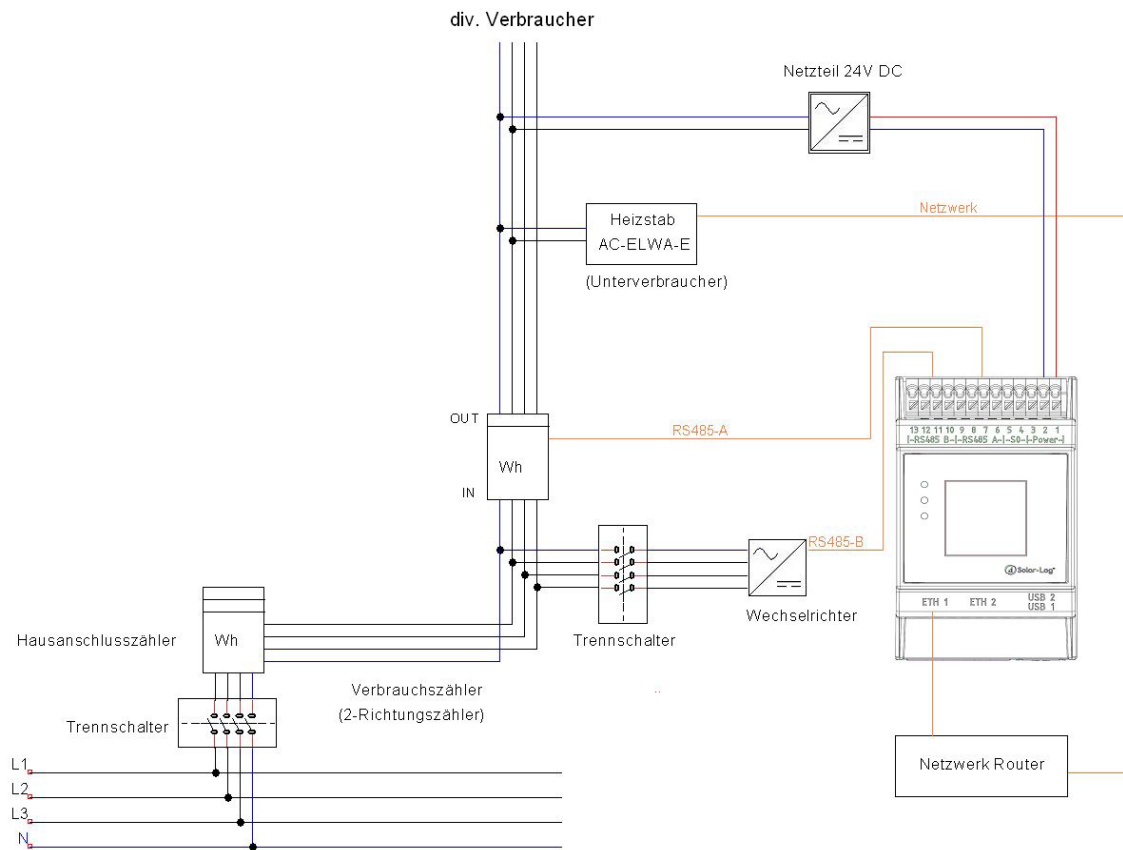 div. Verbraucher
Netzteil 24V DC
Heizstab
AC-ELWA-E
(Unterverbraucher)
Netzwerk
OUT
Wh
IN
RS485-A
13 12 11 10 9 8 7 6 5 4 3 2 1
|-RS485 B-|-RS485 A-|-S0-|-Power-|
Solar-Log
RS485-B
Wechselrichter
Trennschalter
ETH 1 ETH 2 USB 2
USB 1
Hausanschlusszähler
Wh
Verbrauchszähler
(2-Richtungszähler)
..
Trennschalter
Netzwerk Router
L1
L2
L3
N